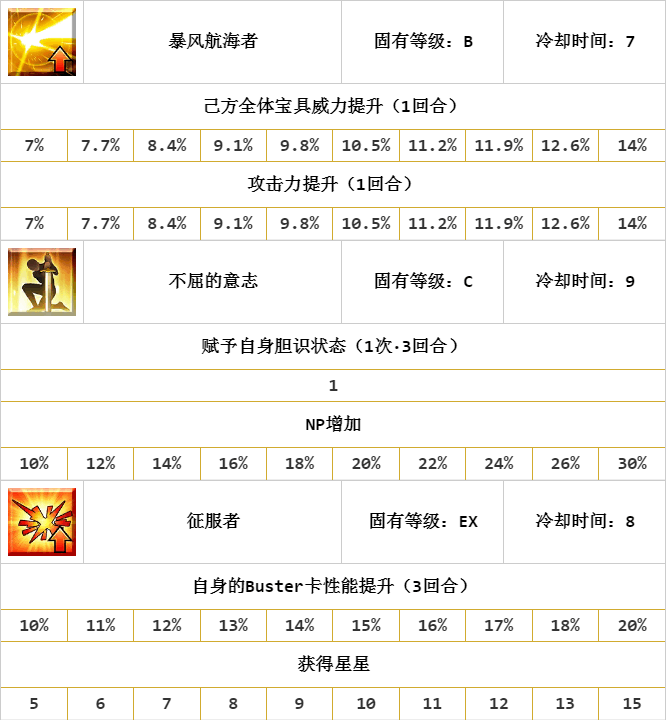 暴风航海者 固有等级：B 冷却时间：7
己方全体宝具威力提升（1回合）
7% 7.7% 8.4% 9.1% 9.8% 10.5% 11.2% 11.9% 12.6% 14%
攻击力提升（1回合）
7% 7.7% 8.4% 9.1% 9.8% 10.5% 11.2% 11.9% 12.6% 14%
不屈的意志 固有等级：C 冷却时间：9
赋予自身胆识状态（1次·3回合）
1
NP增加
10% 12% 14% 16% 18% 20% 22% 24% 26% 30%
征服者 固有等级：EX 冷却时间：8
自身的Buster卡性能提升（3回合）
10% 11% 12% 13% 14% 15% 16% 17% 18% 20%
获得星星
5 6 7 8 9 10 11 12 13 15